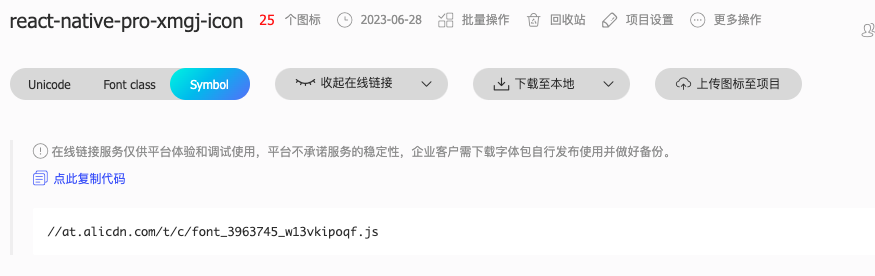 react-native-pro-xmgj-icon 25 个图标 2023-06-28 批量操作 回收站 项目设置 更多操作
Unicode Font class Symbol 收起在线链接 下载至本地 上传图标至项目
在线链接服务仅供平台体验和调试使用，平台不承诺服务的稳定性，企业客户需下载字体包自行发布使用并做好备份。
点此复制代码
//at.alicdn.com/t/c/font_3963745_w13vkipoqf.js